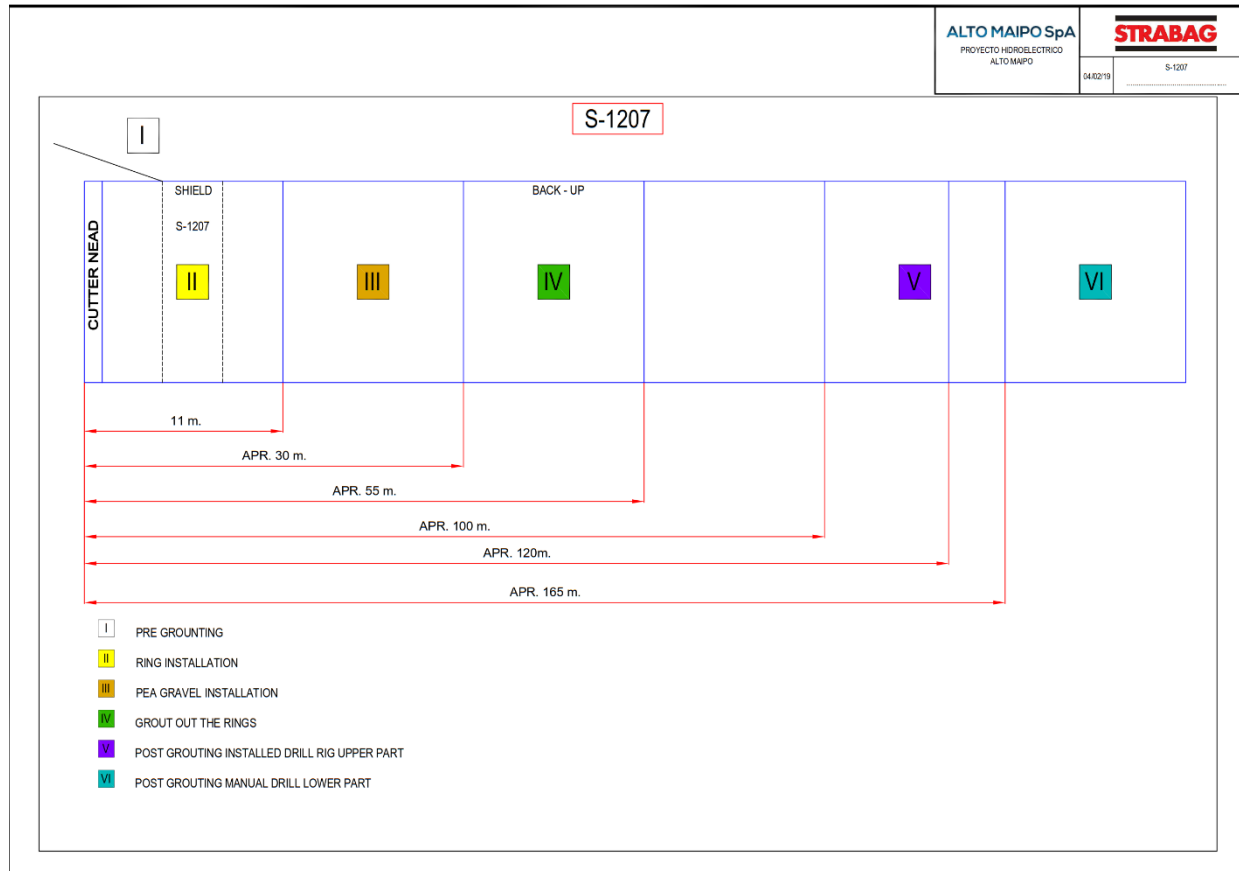 ALTO MAIPO SpA
PROYECTO HIDROELECTRICO
ALTO MAIPO
STRABAG
04/02/19
S-1207
S-1207
I
SHIELD
BACK - UP
S-1207
CUTTER NEAD
II
III
IV
V
VI
11 m.
APR. 30 m.
APR. 55 m.
APR. 100 m.
APR. 120m.
APR. 165 m.
I PRE GROUNTING
II RING INSTALLATION
III PEA GRAVEL INSTALLATION
IV GROUT OUT THE RINGS
V POST GROUTING INSTALLED DRILL RIG UPPER PART
VI POST GROUTING MANUAL DRILL LOWER PART